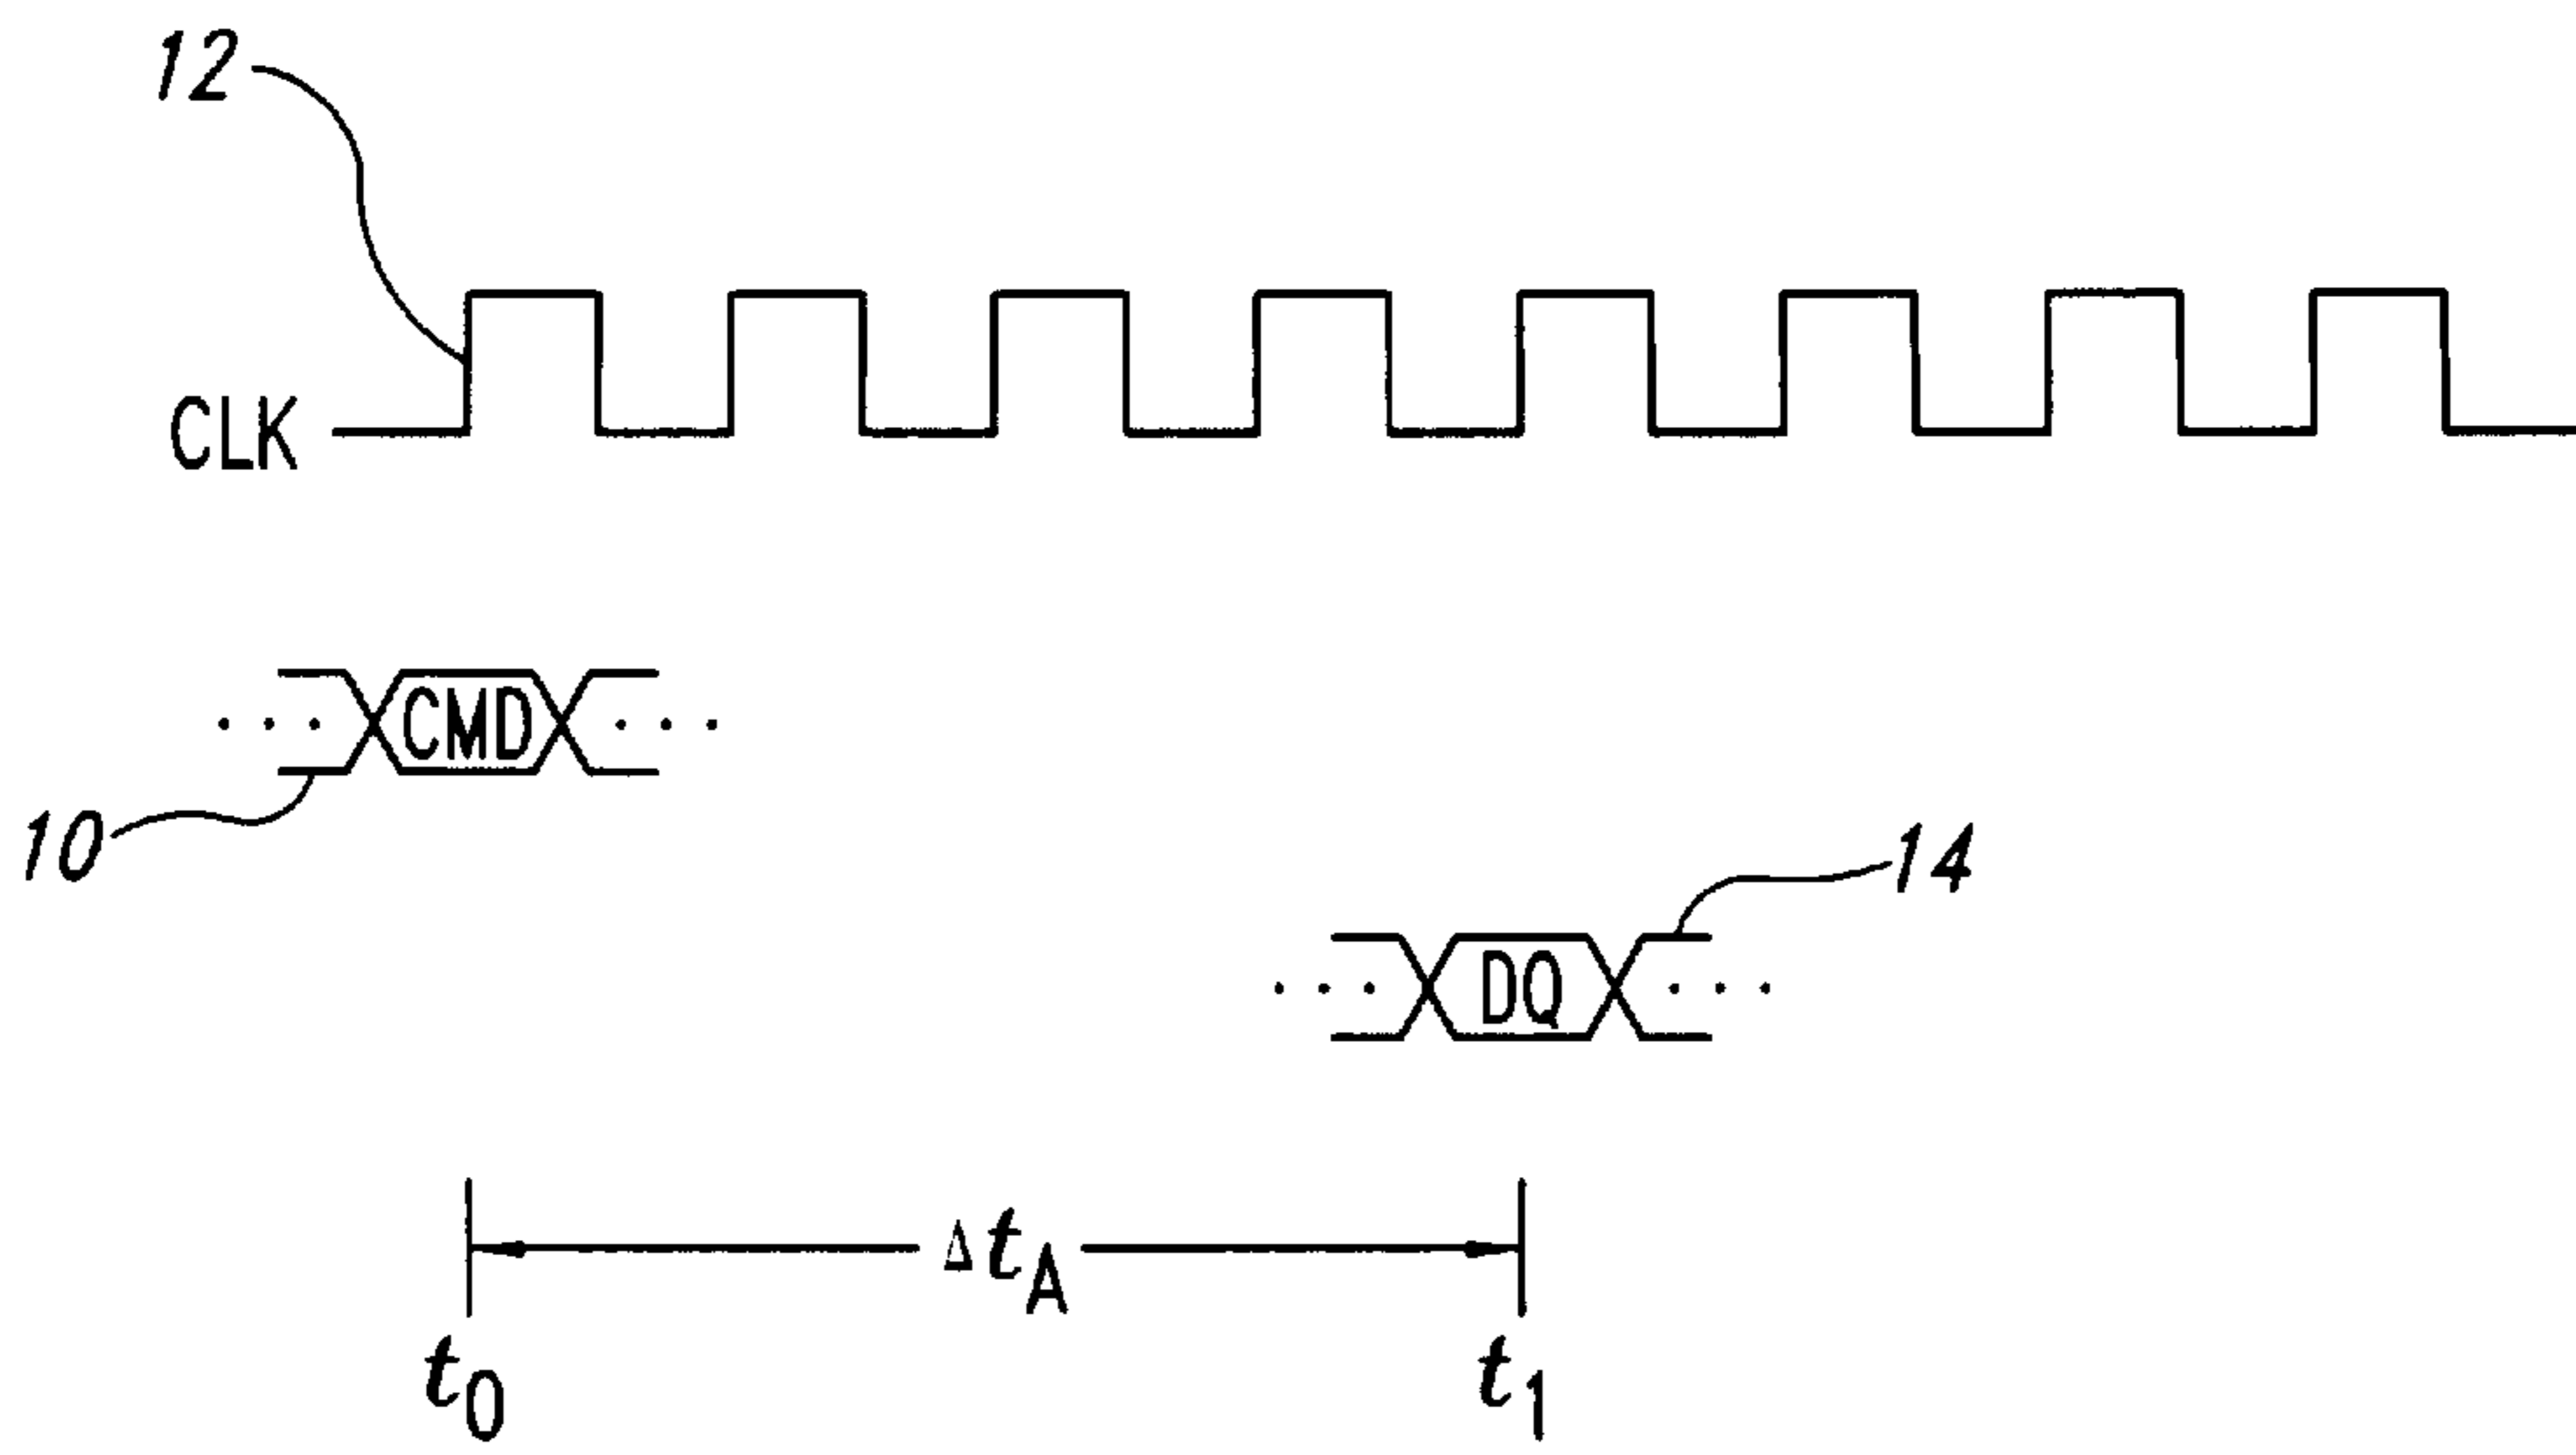 12
CLK
· · · CMD · · ·
10
14
· · · DQ · · ·
Δt_A
t_0
t_1